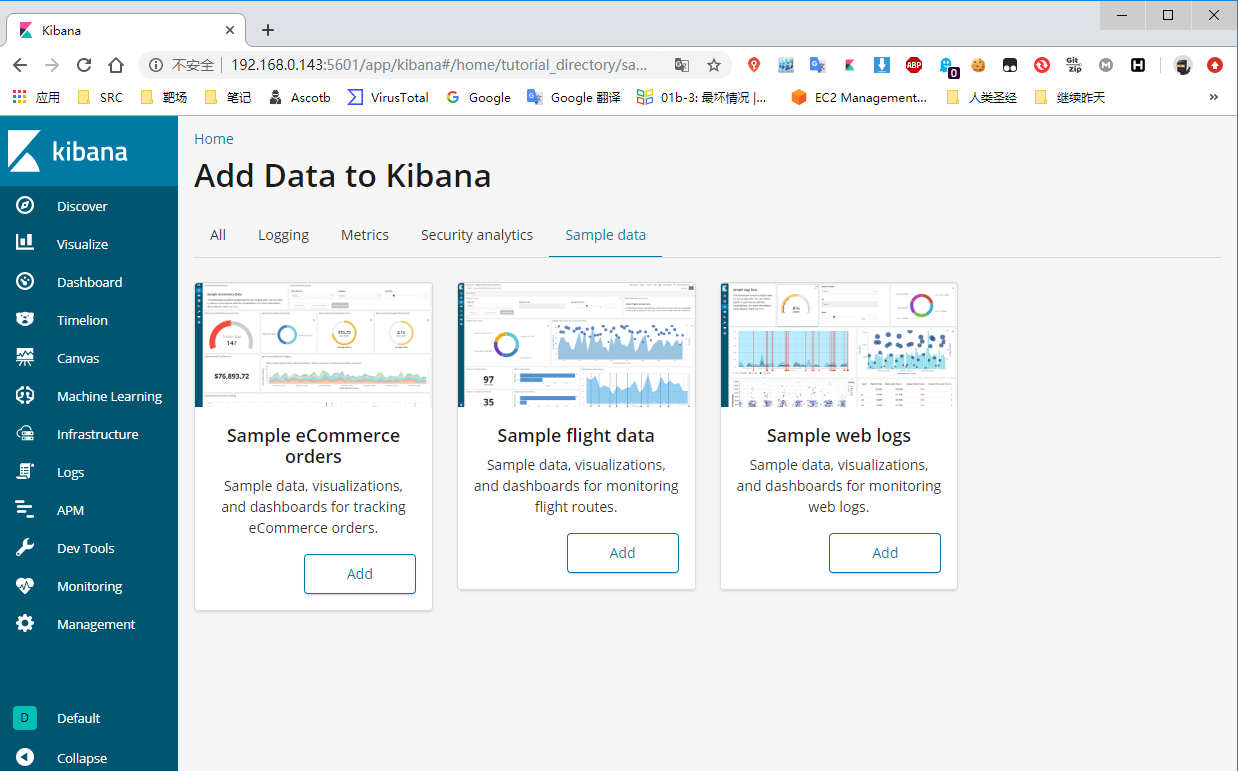 Kibana
不安全 192.168.0.143:5601/app/kibana#/home/tutorial_directory/sa...
ABP
0
Git
zip
M
H
应用 SRC 靶场 笔记 Ascotb VirusTotal Google Google 翻译 01b-3: 最坏情况 |... EC2 Management... 人类圣经 继续昨天 »
kibana
Discover
Visualize
Dashboard
Timelion
Canvas
Machine Learning
Infrastructure
Logs
APM
Dev Tools
Monitoring
Management
D Default
Collapse
Home
Add Data to Kibana
All Logging Metrics Security analytics Sample data
147
$76,893.72
Sample eCommerce
orders
Sample data, visualizations,
and dashboards for tracking
eCommerce orders.
Add
97
35
Sample flight data
Sample data, visualizations,
and dashboards for monitoring
flight routes.
Add
Sample web logs
Sample data, visualizations,
and dashboards for monitoring
web logs.
Add